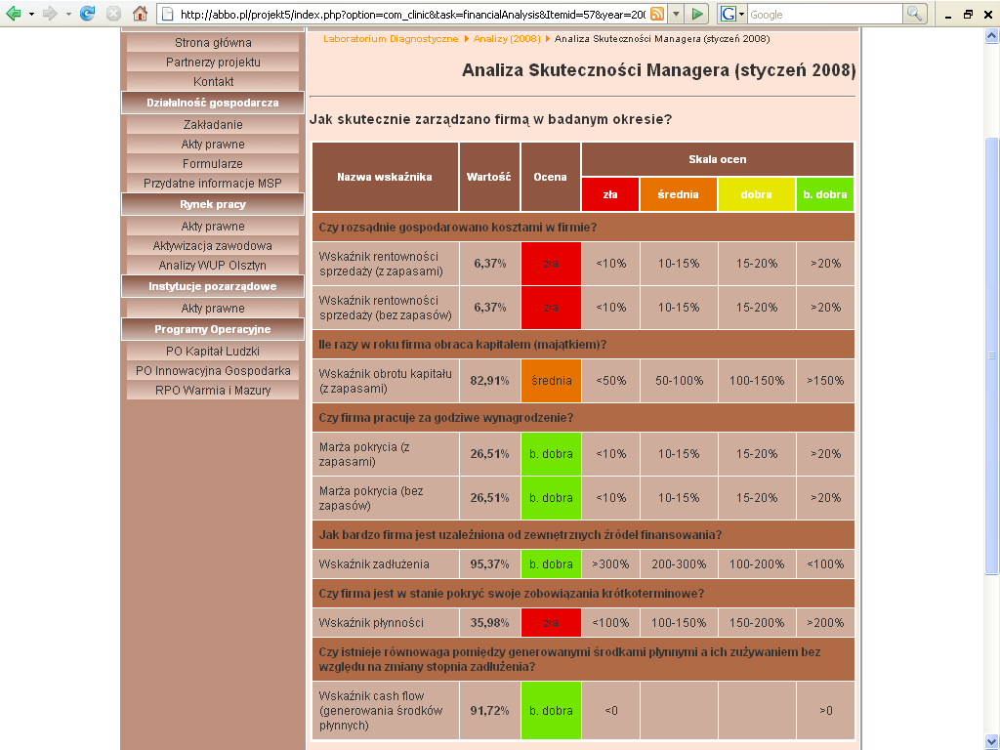 http://abbo.pl/projekt5/index.php?option=com_clinic&task=financialAnalysis&Itemid=57&year=200
Google
Strona główna
Partnerzy projektu
Kontakt
Działalność gospodarcza
Zakładanie
Akty prawne
Formularze
Przydatne informacje MSP
Rynek pracy
Akty prawne
Aktywizacja zawodowa
Analizy WUP Olsztyn
Instytucje pozarządowe
Akty prawne
Programy Operacyjne
PO Kapitał Ludzki
PO Innowacyjna Gospodarka
RPO Warmia i Mazury
Laboratorium Diagnostyczne Analizy (2008) Analiza Skuteczności Managera (styczeń 2008)
Analiza Skuteczności Managera (styczeń 2008)
Jak skutecznie zarządzano firmą w badanym okresie?
Nazwa wskaźnika Wartość Ocena Skala ocen
zła średnia dobra b. dobra
Czy rozsądnie gospodarowano kosztami w firmie?
Wskaźnik rentowności
sprzedaży (z zapasami) 6,37% zła <10% 10-15% 15-20% >20%
Wskaźnik rentowności
sprzedaży (bez zapasów) 6,37% zła <10% 10-15% 15-20% >20%
Ile razy w roku firma obraca kapitałem (majątkiem)?
Wskaźnik obrotu kapitału
(z zapasami) 82,91% średnia <50% 50-100% 100-150% >150%
Czy firma pracuje za godziwe wynagrodzenie?
Marża pokrycia (z
zapasami) 26,51% b. dobra <10% 10-15% 15-20% >20%
Marża pokrycia (bez
zapasów) 26,51% b. dobra <10% 10-15% 15-20% >20%
Jak bardzo firma jest uzależniona od zewnętrznych źródeł finansowania?
Wskaźnik zadłużenia 95,37% b. dobra >300% 200-300% 100-200% <100%
Czy firma jest w stanie pokryć swoje zobowiązania krótkoterminowe?
Wskaźnik płynności 35,98% zła <100% 100-150% 150-200% >200%
Czy istnieje równowaga pomiędzy generowanymi środkami płynnymi a ich zużywaniem bez
względu na zmiany stopnia zadłużenia?
Wskaźnik cash flow
(generowania środków
płynnych) 91,72% b. dobra <0 >0